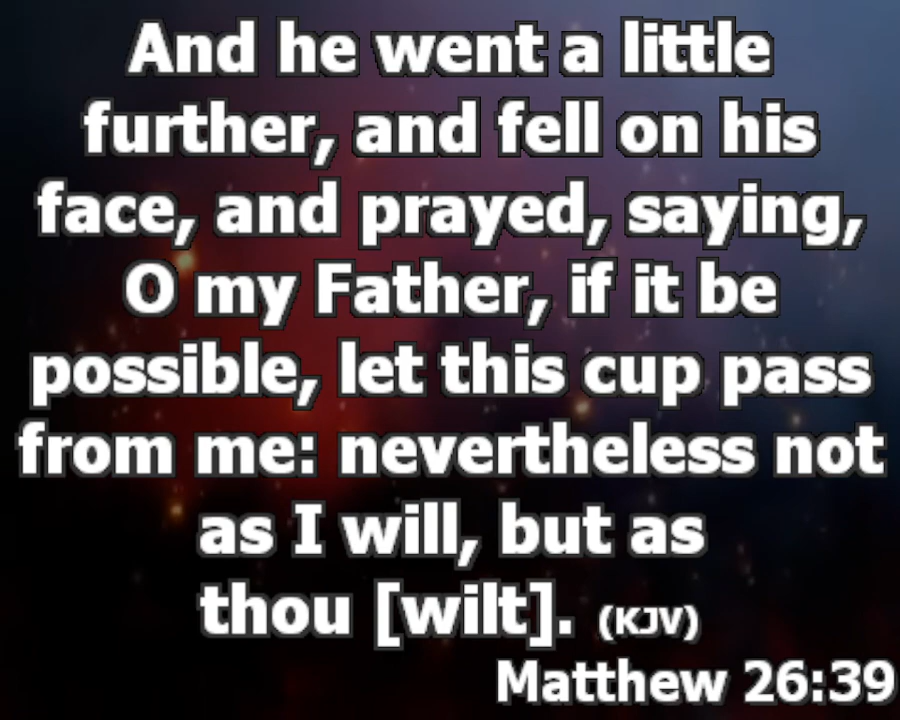 And he went a little
further, and fell on his
face, and prayed, saying,
O my Father, if it be
possible, let this cup pass
from me: nevertheless not
as I will, but as
thou [wilt]. (KJV)
Matthew 26:39